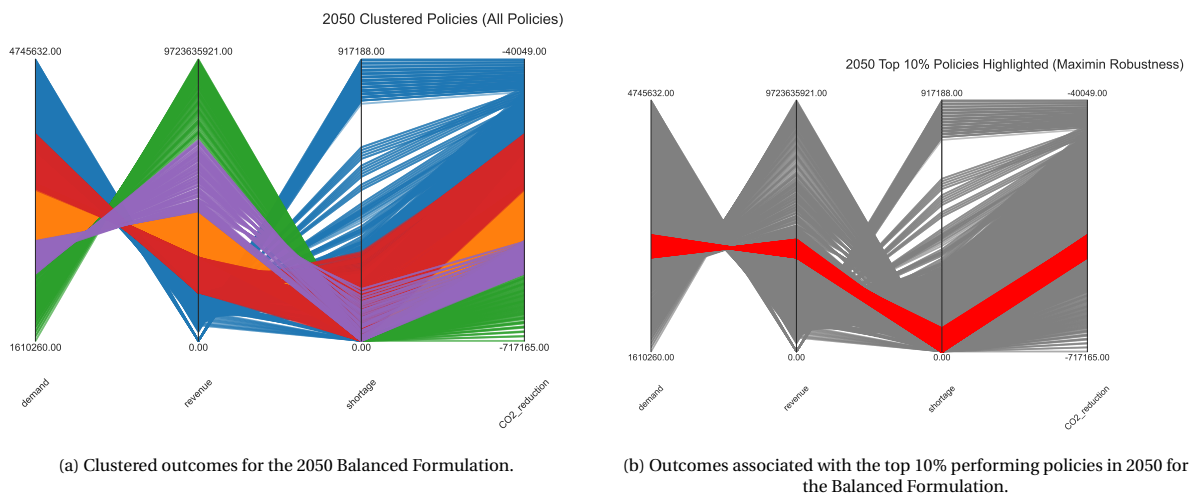 2050 Clustered Policies (All Policies)
4745632.00
9723635921.00
917188.00
-40049.00
1610260.00
0.00
0.00
-717165.00
demand
revenue
shortage
CO2_reduction
(a) Clustered outcomes for the 2050 Balanced Formulation.
2050 Top 10% Policies Highlighted (Maximin Robustness)
4745632.00
9723635921.00
917188.00
-40049.00
1610260.00
0.00
0.00
-717165.00
demand
revenue
shortage
CO2_reduction
(b) Outcomes associated with the top 10% performing policies in 2050 for
the Balanced Formulation.